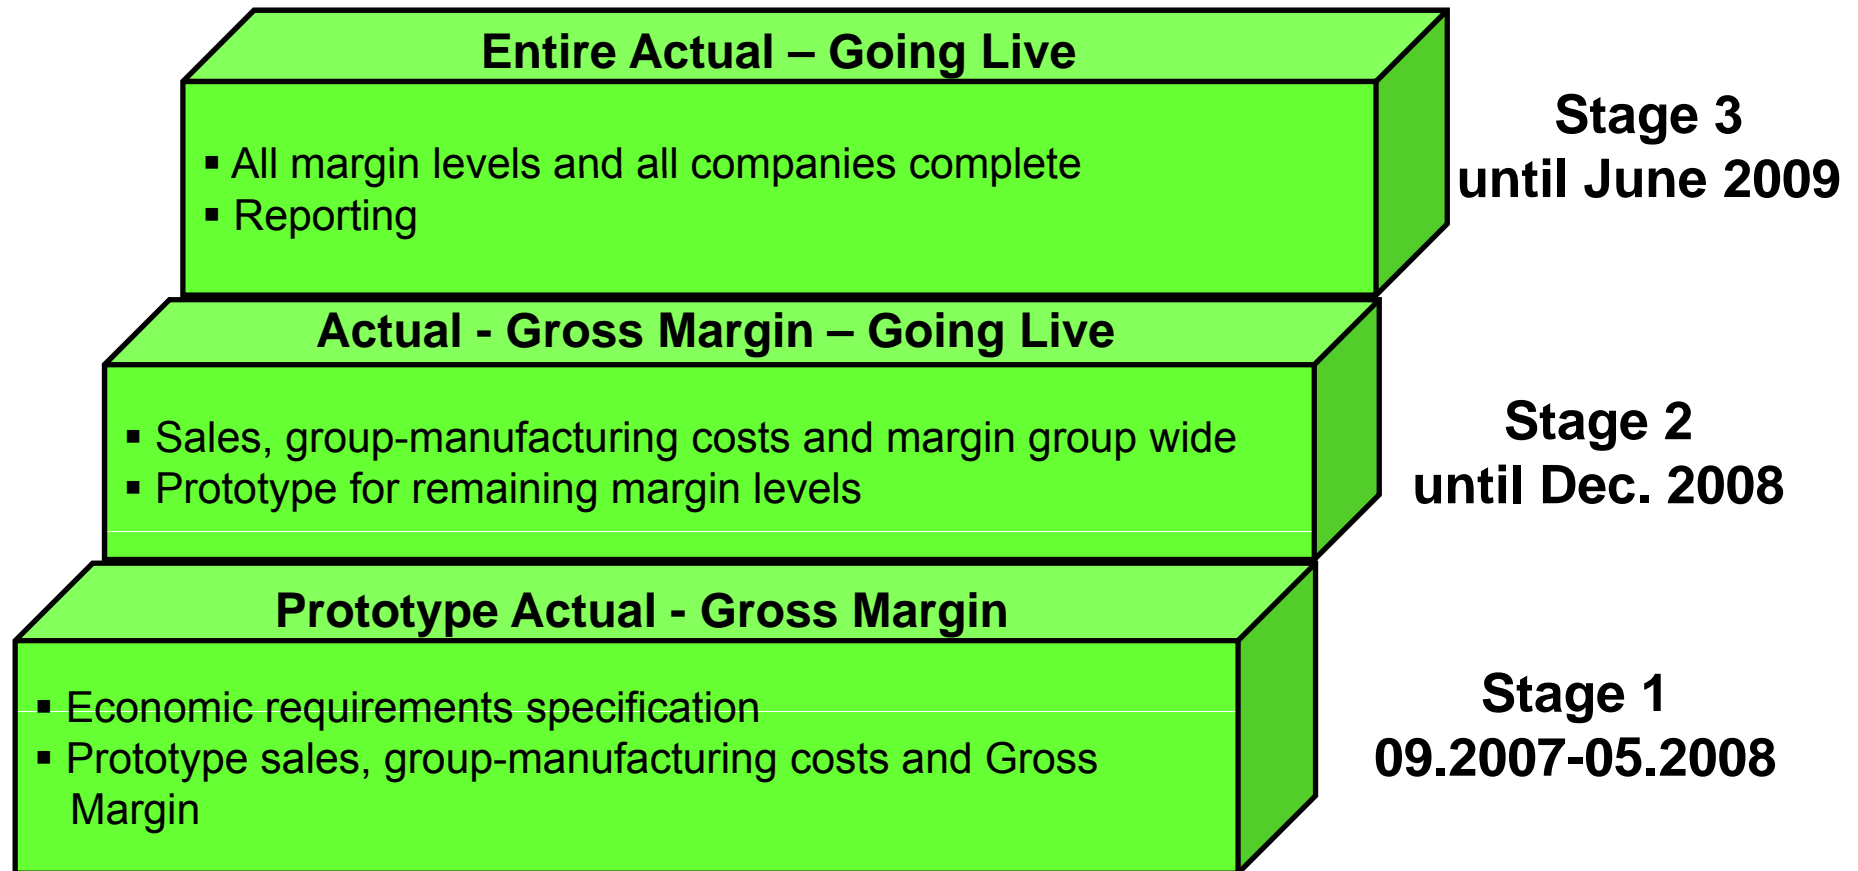 Entire Actual – Going Live
▪ All margin levels and all companies complete
▪ Reporting
Stage 3
until June 2009
Actual - Gross Margin – Going Live
▪ Sales, group-manufacturing costs and margin group wide
▪ Prototype for remaining margin levels
Stage 2
until Dec. 2008
Prototype Actual - Gross Margin
▪ Economic requirements specification
▪ Prototype sales, group-manufacturing costs and Gross
Margin
Stage 1
09.2007-05.2008